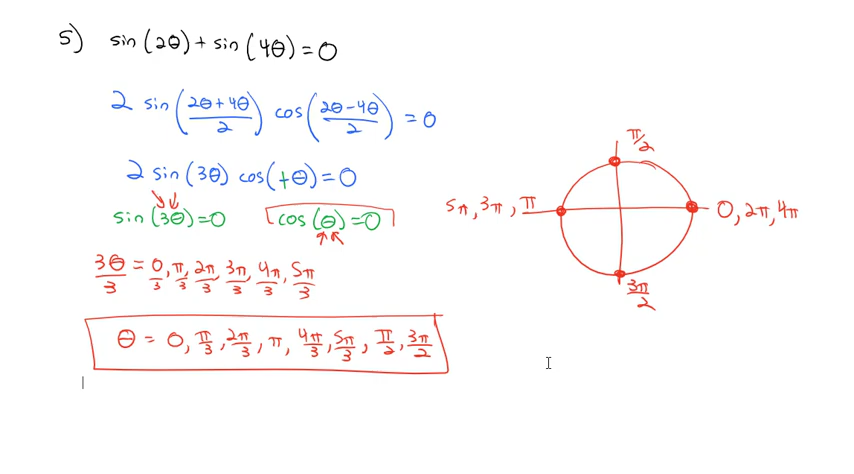 5) sin(2θ) + sin(4θ) = 0
2 sin((2θ+4θ)/2) cos((2θ-4θ)/2) = 0
2 sin(3θ) cos(+θ) = 0
sin(3θ) = 0 cos(θ) = 0
3θ/3 = 0/3, π/3, 2π/3, 3π/3, 4π/3, 5π/3
θ = 0, π/3, 2π/3, π, 4π/3, 5π/3, π/2, 3π/2
π/2
5π, 3π, π
0, 2π, 4π
3π/2